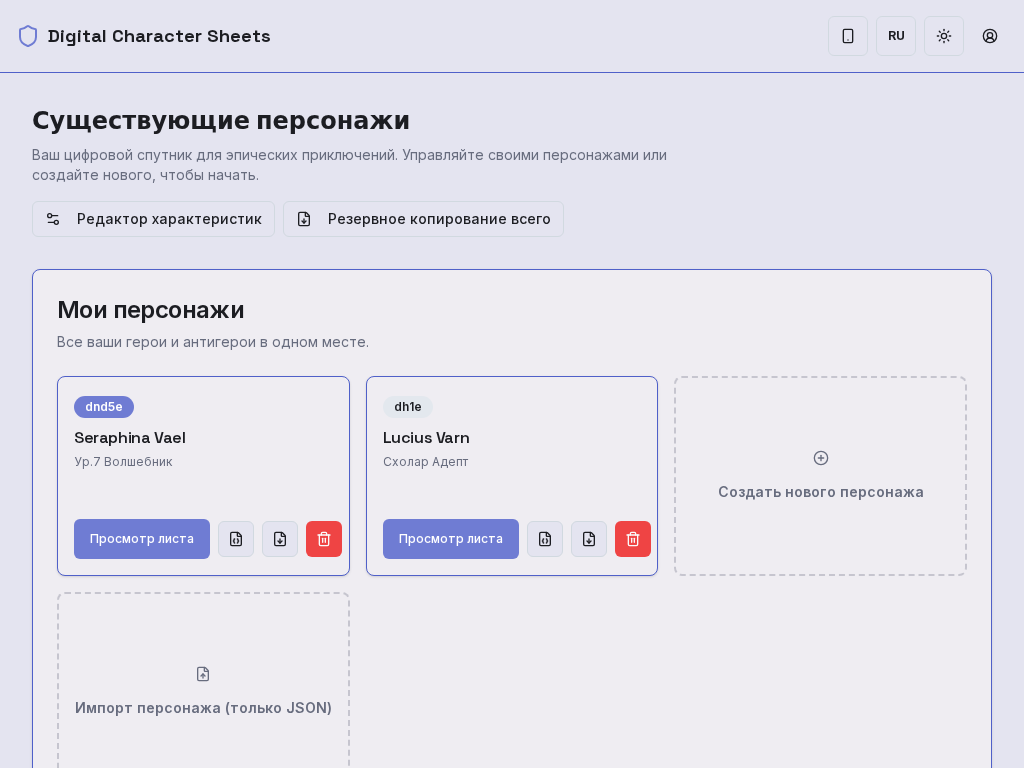 Digital Character Sheets
RU
Существующие персонажи
Ваш цифровой спутник для эпических приключений. Управляйте своими персонажами или
создайте нового, чтобы начать.
Редактор характеристик
Резервное копирование всего
Мои персонажи
Все ваши герои и антигерои в одном месте.
dnd5e
Seraphina Vael
Ур.7 Волшебник
Просмотр листа
dh1e
Lucius Varn
Схолар Адепт
Просмотр листа
Создать нового персонажа
Импорт персонажа (только JSON)